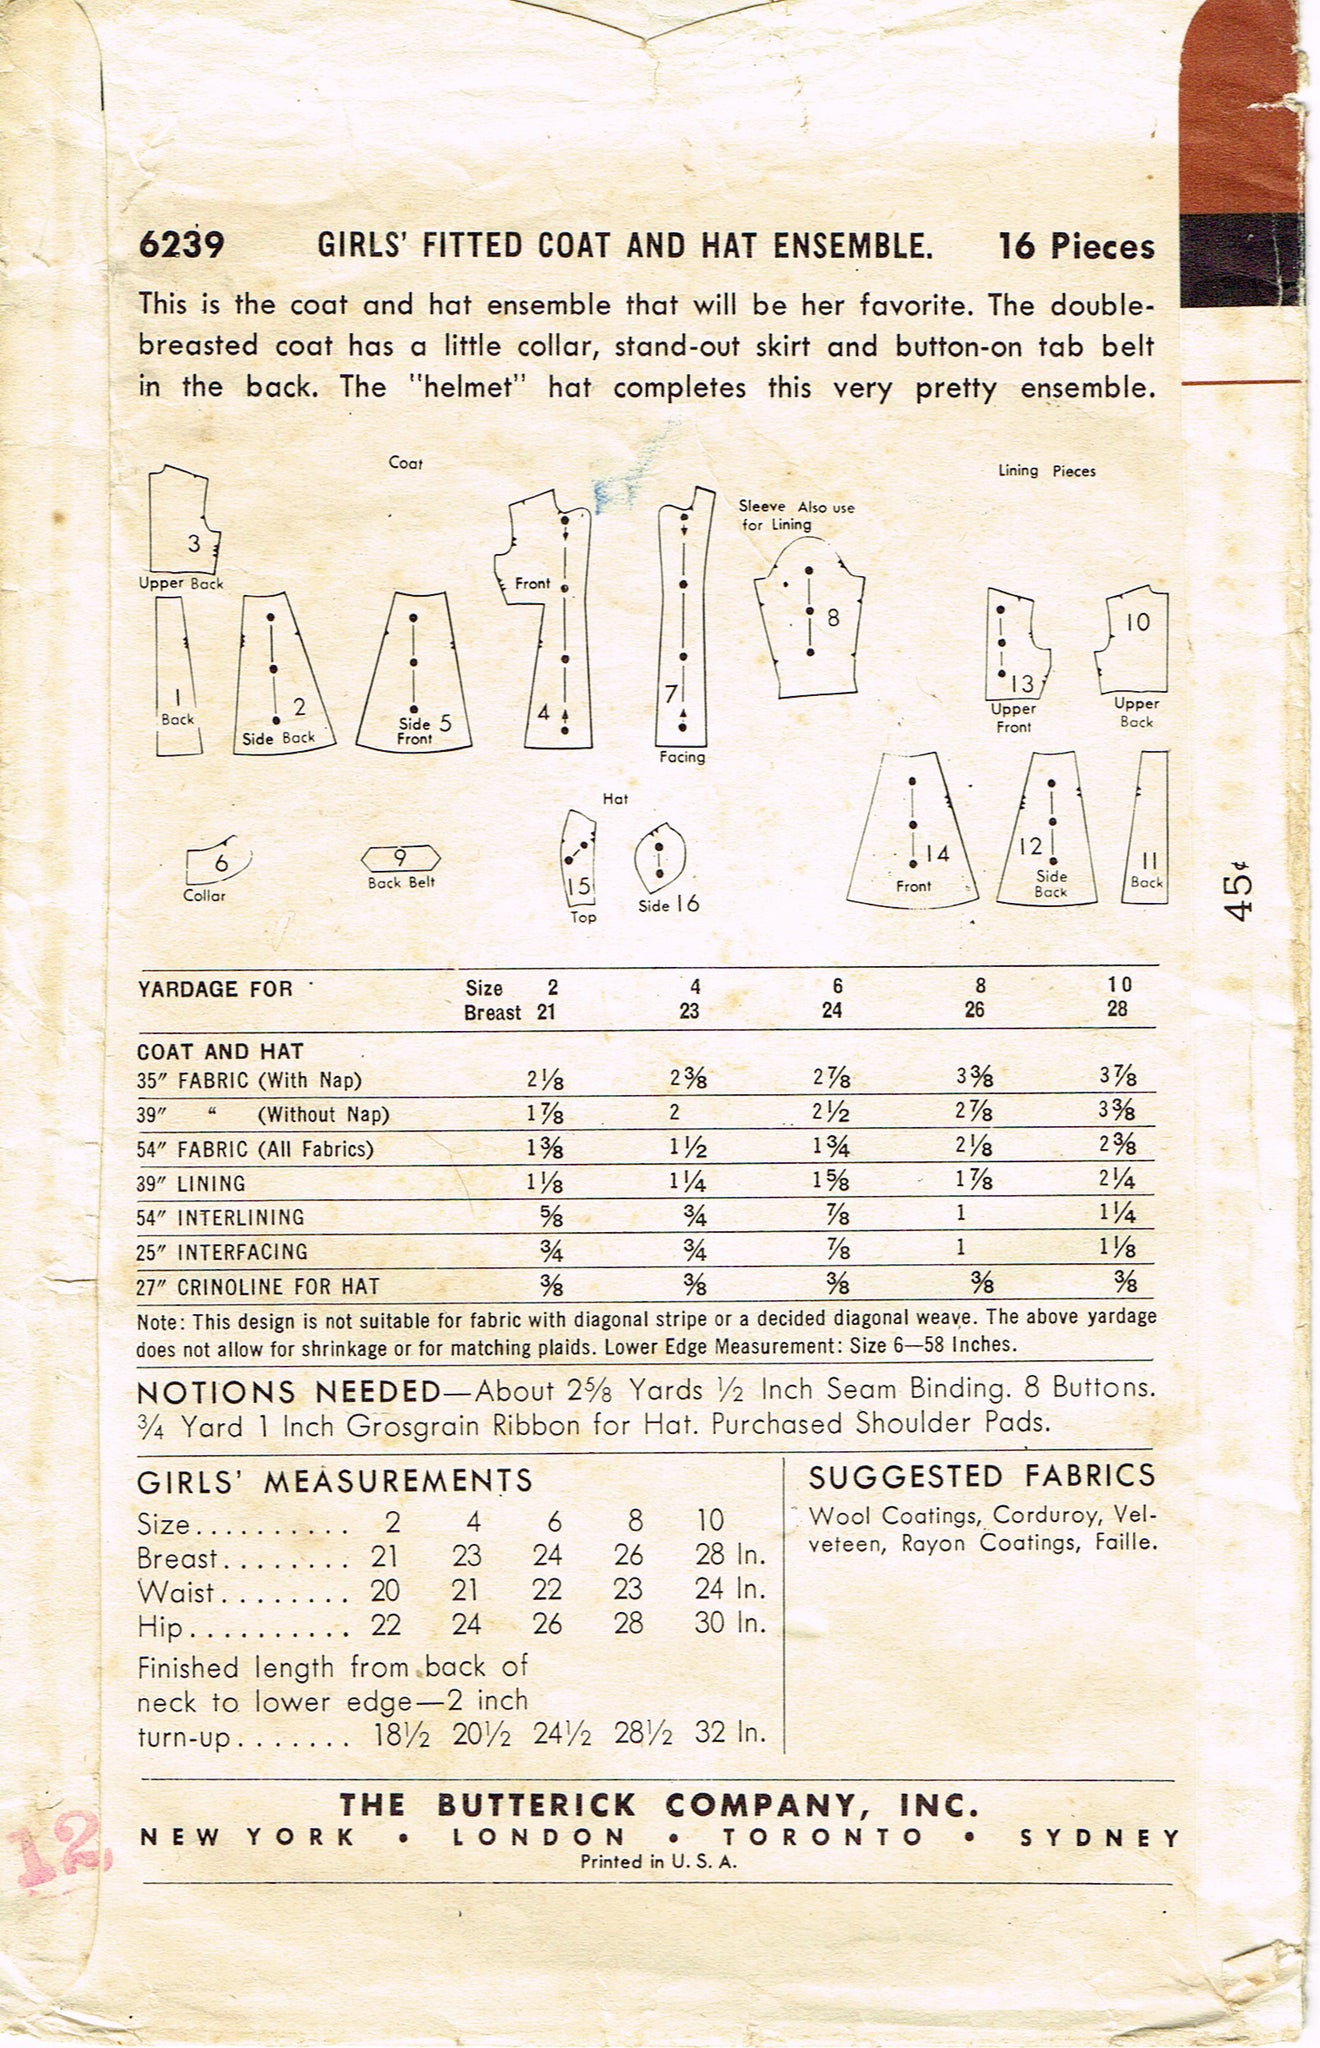 6239 GIRLS' FITTED COAT AND HAT ENSEMBLE. 16 Pieces
This is the coat and hat ensemble that will be her favorite. The double-
breasted coat has a little collar, stand-out skirt and button-on tab belt
in the back. The "helmet" hat completes this very pretty ensemble.
Coat
Lining Pieces
Sleeve Also use
for Lining
3
Upper Back
Front
8
10
13
1
Back
2
Side Back
Side 5
Front
4
7
Facing
Upper
Front
Upper
Back
Hat
6
Collar
9
Back Belt
15
Top
Side 16
14
Front
12
Side
Back
11
Back
45¢
YARDAGE FOR Size 2 4 6 8 10
Breast 21 23 24 26 28
COAT AND HAT
35" FABRIC (With Nap) 2⅛ 2⅜ 2⅞ 3⅜ 3⅞
39" " (Without Nap) 1⅞ 2 2½ 2⅞ 3⅜
54" FABRIC (All Fabrics) 1⅜ 1½ 1¾ 2⅛ 2⅜
39" LINING 1⅛ 1¼ 1⅝ 1⅞ 2¼
54" INTERLINING ⅝ ¾ ⅞ 1 1¼
25" INTERFACING ¾ ¾ ⅞ 1 1⅛
27" CRINOLINE FOR HAT ⅜ ⅜ ⅜ ⅜ ⅜
Note: This design is not suitable for fabric with diagonal stripe or a decided diagonal weave. The above yardage
does not allow for shrinkage or for matching plaids. Lower Edge Measurement: Size 6—58 Inches.
NOTIONS NEEDED—About 2⅝ Yards ½ Inch Seam Binding. 8 Buttons.
¾ Yard 1 Inch Grosgrain Ribbon for Hat. Purchased Shoulder Pads.
GIRLS' MEASUREMENTS
Size.......... 2 4 6 8 10
Breast........ 21 23 24 26 28 In.
Waist........ 20 21 22 23 24 In.
Hip.......... 22 24 26 28 30 In.
Finished length from back of
neck to lower edge—2 inch
turn-up....... 18½ 20½ 24½ 28½ 32 In.
SUGGESTED FABRICS
Wool Coatings, Corduroy, Vel-
veteen, Rayon Coatings, Faille.
THE BUTTERICK COMPANY, INC.
NEW YORK • LONDON • TORONTO • SYDNEY
Printed in U. S. A.
12